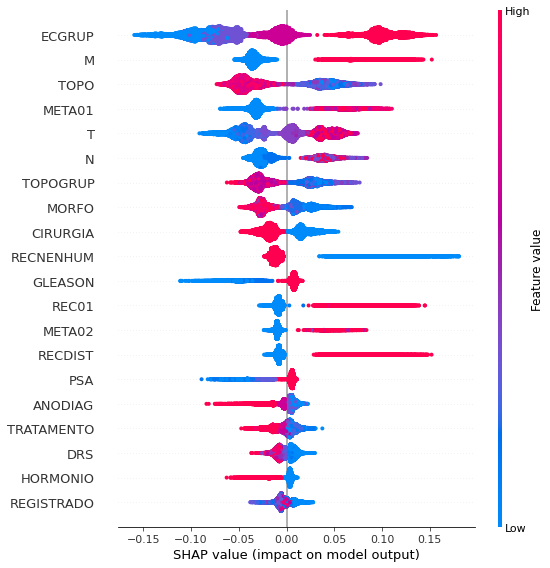 High
ECGRUP
M
TOPO
META01
T
N
TOPOGRUP
MORFO
CIRURGIA
RECNENHUM
GLEASON
REC01
META02
RECDIST
PSA
ANODIAG
TRATAMENTO
DRS
HORMONIO
REGISTRADO
Feature value
Low
−0.15 −0.10 −0.05 0.00 0.05 0.10 0.15
SHAP value (impact on model output)